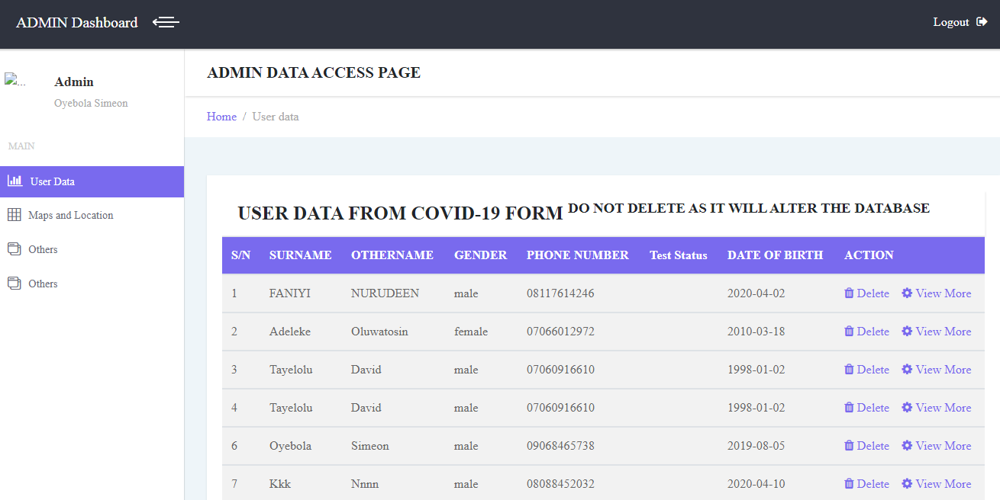 ADMIN Dashboard
Logout
...
Admin
Oyebola Simeon
MAIN
User Data
Maps and Location
Others
Others
ADMIN DATA ACCESS PAGE
Home / User data
USER DATA FROM COVID-19 FORM DO NOT DELETE AS IT WILL ALTER THE DATABASE
S/N SURNAME OTHERNAME GENDER PHONE NUMBER Test Status DATE OF BIRTH ACTION
1 FANIYI NURUDEEN male 08117614246 2020-04-02 Delete View More
2 Adeleke Oluwatosin female 07066012972 2010-03-18 Delete View More
3 Tayelolu David male 07060916610 1998-01-02 Delete View More
4 Tayelolu David male 07060916610 1998-01-02 Delete View More
6 Oyebola Simeon male 09068465738 2019-08-05 Delete View More
7 Kkk Nnnn male 08088452032 2020-04-10 Delete View More